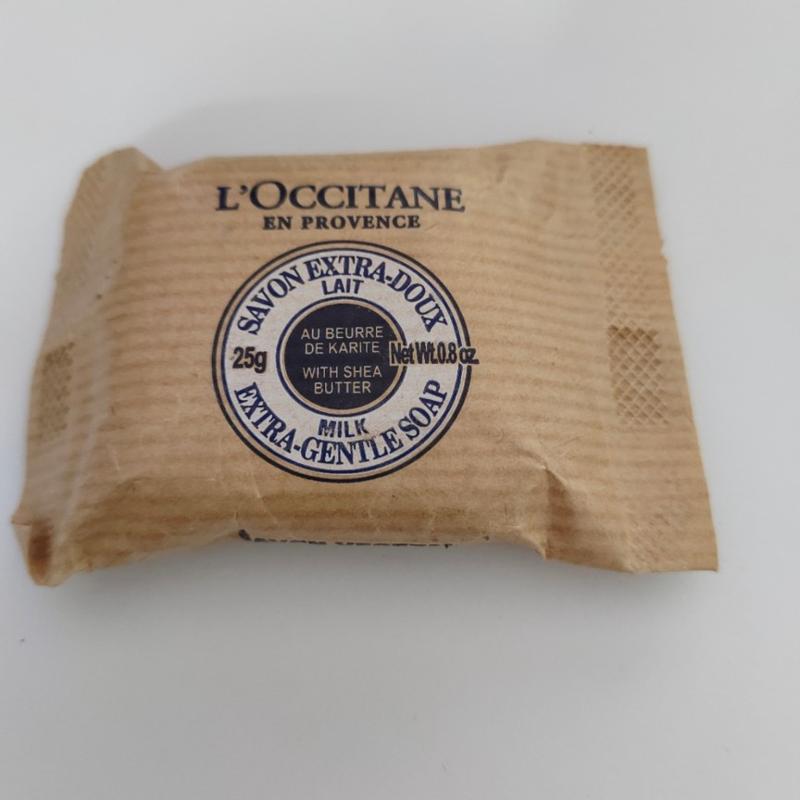 L'OCCITANE
EN PROVENCE
SAVON EXTRA-DOUX
LAIT
AU BEURRE
DE KARITE
25g
Net Wt.0.8 oz.
WITH SHEA
BUTTER
MILK
EXTRA-GENTLE SOAP
SAVON